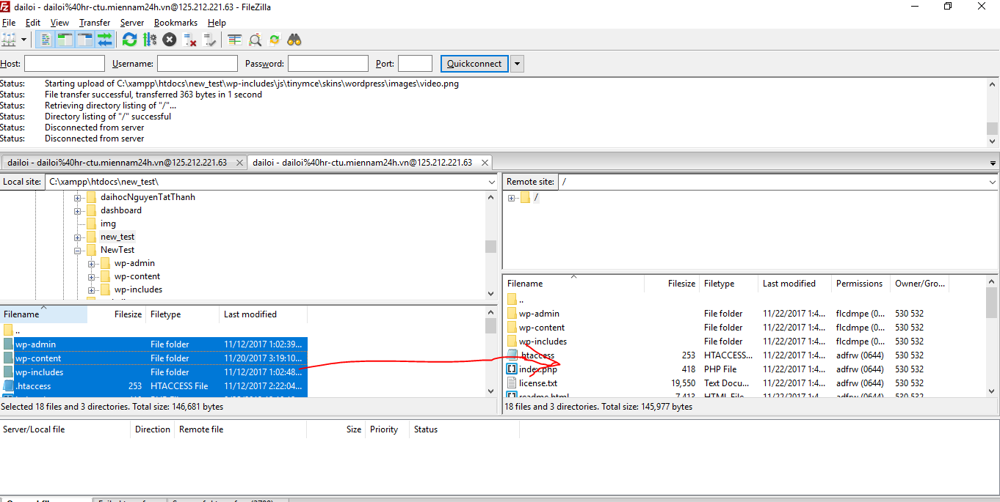 dailoi - dailoi%40hr-ctu.miennam24h.vn@125.212.221.63 - FileZilla
File Edit View Transfer Server Bookmarks Help
Host: Username: Password: Port: Quickconnect
Status: Starting upload of C:\xampp\htdocs\new_test\wp-includes\js\tinymce\skins\wordpress\images\video.png
Status: File transfer successful, transferred 363 bytes in 1 second
Status: Retrieving directory listing of "/"...
Status: Directory listing of "/" successful
Status: Disconnected from server
Status: Disconnected from server
dailoi - dailoi%40hr-ctu.miennam24h.vn@125.212.221.63 dailoi - dailoi%40hr-ctu.miennam24h.vn@125.212.221.63
Local site: C:\xampp\htdocs\new_test\
daihocNguyenTatThanh
dashboard
img
new_test
NewTest
wp-admin
wp-content
wp-includes
Filename Filesize Filetype Last modified
..
wp-admin File folder 11/12/2017 1:02:39...
wp-content File folder 11/20/2017 3:19:10...
wp-includes File folder 11/12/2017 1:02:48...
.htaccess 253 HTACCESS File 11/12/2017 2:22:04...
Selected 18 files and 3 directories. Total size: 146,681 bytes
Remote site: /
/
Filename Filesize Filetype Last modified Permissions Owner/Gro...
..
wp-admin File folder 11/22/2017 1:4... flcdmpe (0... 530 532
wp-content File folder 11/22/2017 1:4... flcdmpe (0... 530 532
wp-includes File folder 11/22/2017 1:4... flcdmpe (0... 530 532
.htaccess 253 HTACCESS... 11/22/2017 1:4... adfrw (0644) 530 532
index.php 418 PHP File 11/22/2017 1:4... adfrw (0644) 530 532
license.txt 19,550 Text Docu... 11/22/2017 1:4... adfrw (0644) 530 532
readme.html 7,413 HTML File 11/22/2017 1:4... adfrw (0644) 530 532
18 files and 3 directories. Total size: 145,977 bytes
Server/Local file Direction Remote file Size Priority Status